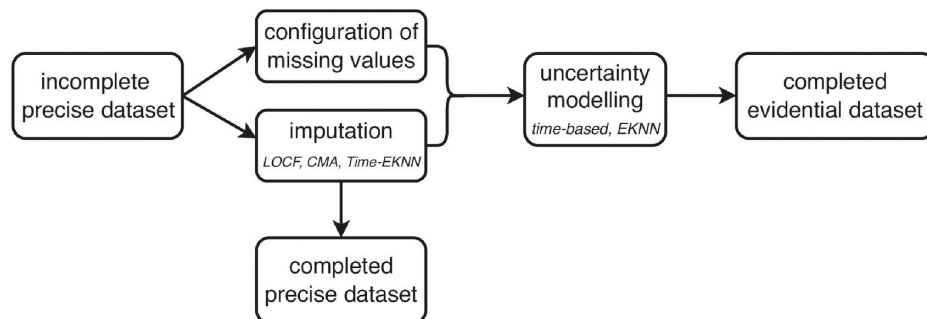 incomplete
precise dataset
configuration of
missing values
imputation
LOCF, CMA, Time-EKNN
completed
precise dataset
uncertainty
modelling
time-based, EKNN
completed
evidential dataset